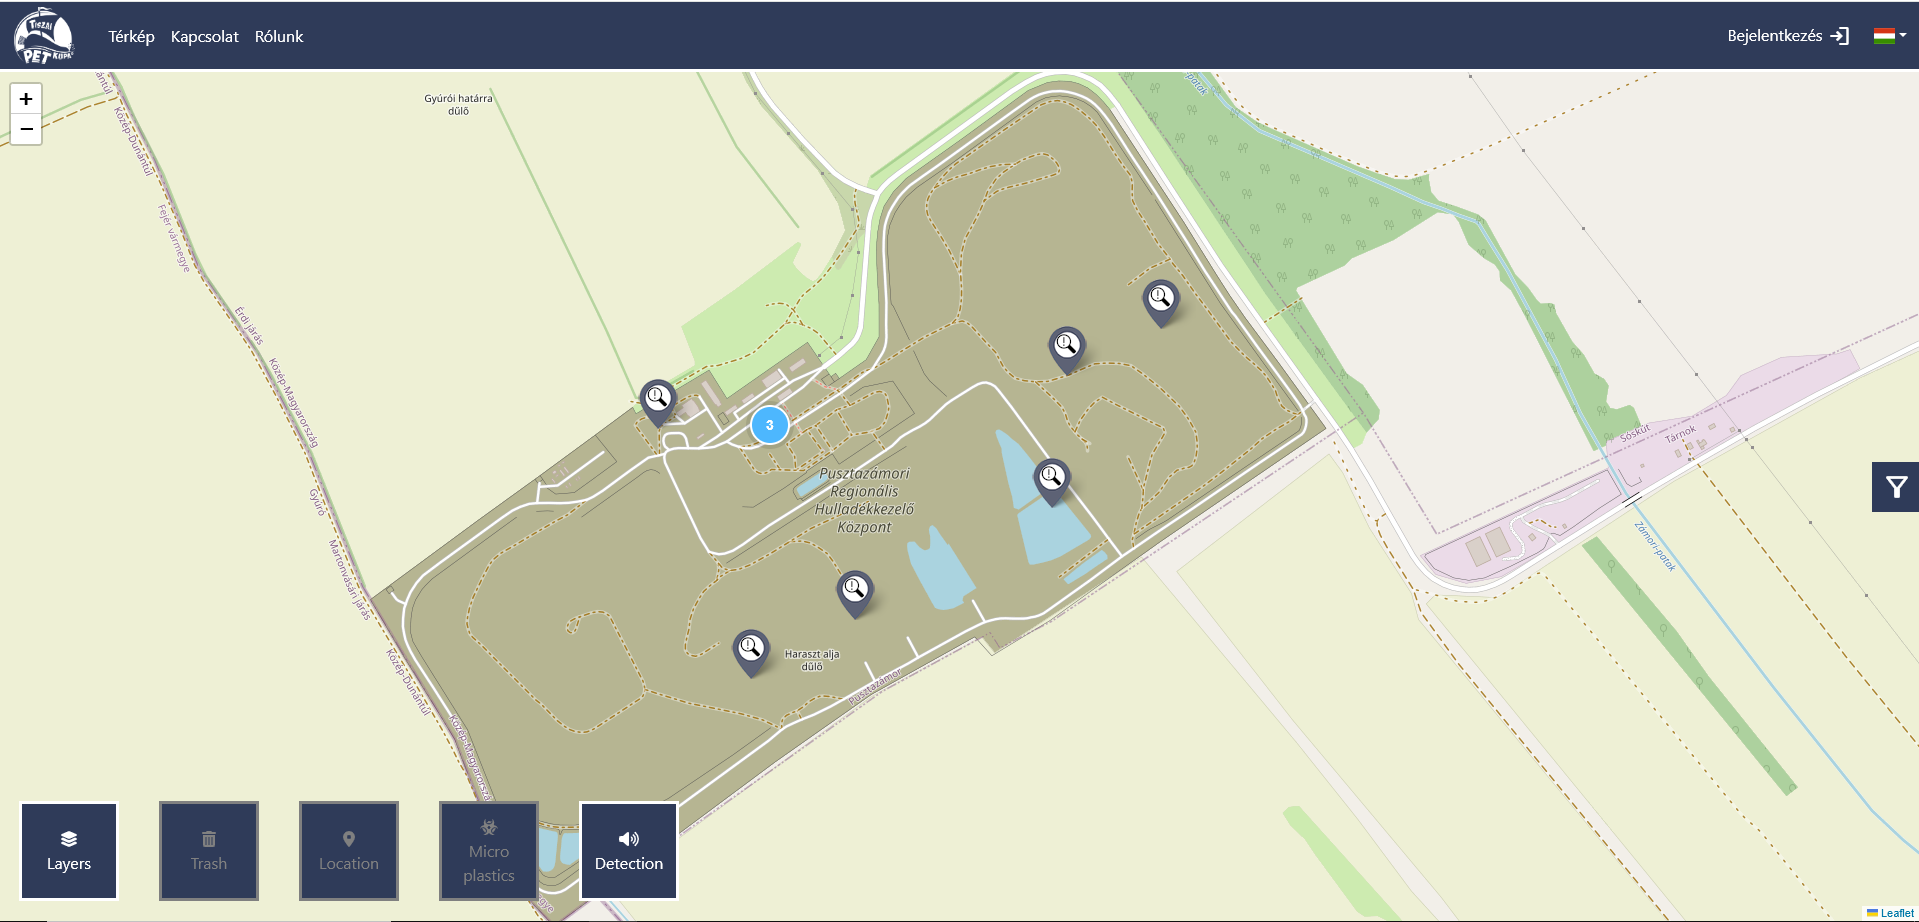 TISZAI
PET KUPA
Térkép
Kapcsolat
Rólunk
Bejelentkezés
+
−
Gyúrói határra
dűlő
Közép-Dunántúl
Fejér vármegye
Érdi járás
Közép-Magyarország
Gyúró
Martonvásári járás
Közép-Dunántúl
Közép-Magyarország
3
Pusztazámori
Regionális
Hulladékkezelő
Központ
Haraszt alja
dűlő
Pusztazámor
Sóskút
Tárnok
Zámori-patak
Layers
Trash
Location
Micro
plastics
Detection
Leaflet